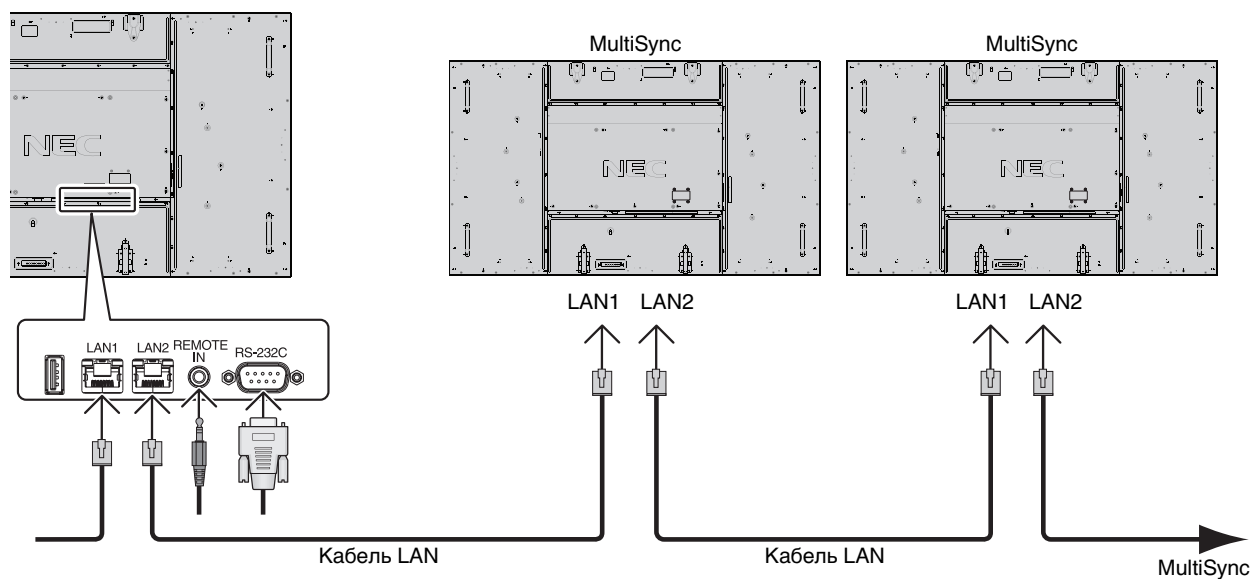 MultiSync
MultiSync
NEC
NEC
NEC
LAN1 LAN2
LAN1 LAN2
LAN1 LAN2 REMOTE IN RS-232C
Кабель LAN
Кабель LAN
MultiSync